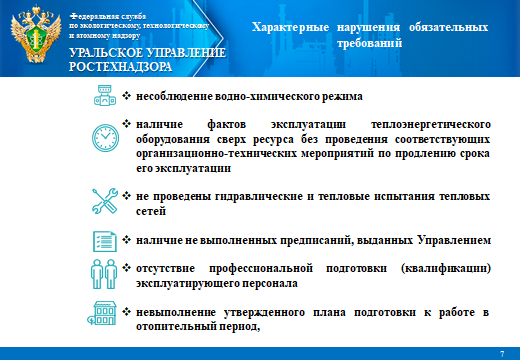 Федеральная служба
по экологическому, технологическому
и атомному надзору
УРАЛЬСКОЕ УПРАВЛЕНИЕ
РОСТЕХНАДЗОРА
Характерные нарушения обязательных
требований
❖ несоблюдение водно-химического режима
❖ наличие фактов эксплуатации теплоэнергетического
оборудования сверх ресурса без проведения соответствующих
организационно-технических мероприятий по продлению срока
его эксплуатации
❖ не проведены гидравлические и тепловые испытания тепловых
сетей
❖ наличие не выполненных предписаний, выданных Управлением
❖ отсутствие профессиональной подготовки (квалификации)
эксплуатирующего персонала
❖ невыполнение утвержденного плана подготовки к работе в
отопительный период,
7